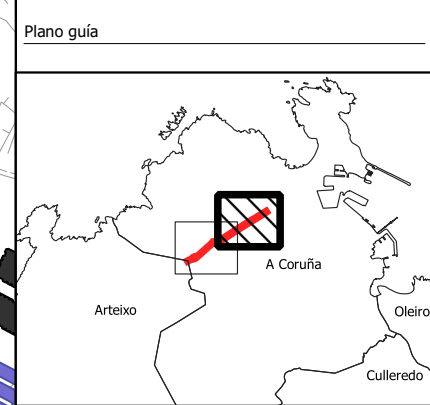 Plano guía
A Coruña
Arteixo
Oleiro
Culleredo